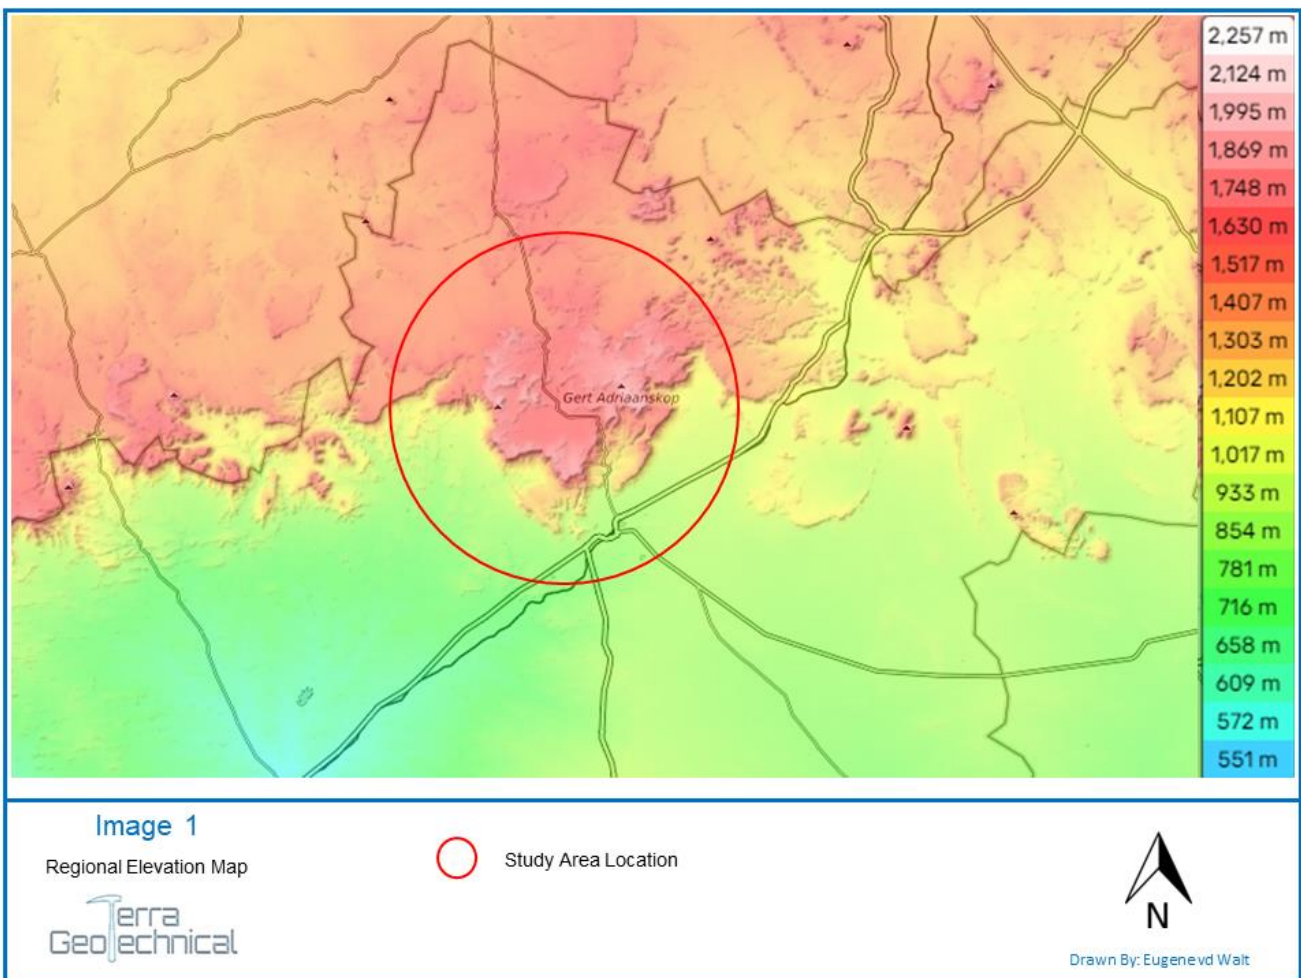 2,257 m
2,124 m
1,995 m
1,869 m
1,748 m
1,630 m
1,517 m
1,407 m
1,303 m
1,202 m
1,107 m
1,017 m
933 m
854 m
781 m
716 m
658 m
609 m
572 m
551 m
Gert Adriaanskop
Image 1
Regional Elevation Map
Terra
GeoTechnical
Study Area Location
N
Drawn By: Eugene vd Walt